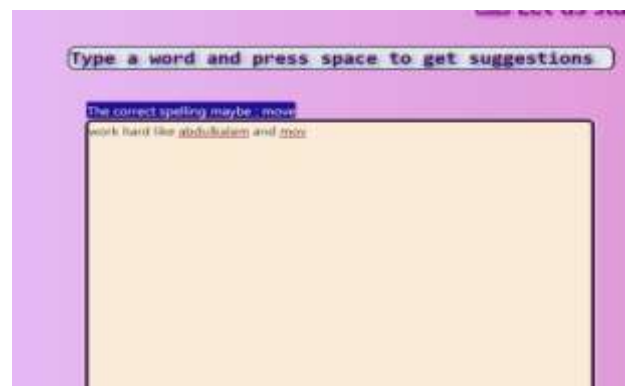 Type a word and press space to get suggestions
The correct spelling maybe : move
work hard like abdulkalam and mov